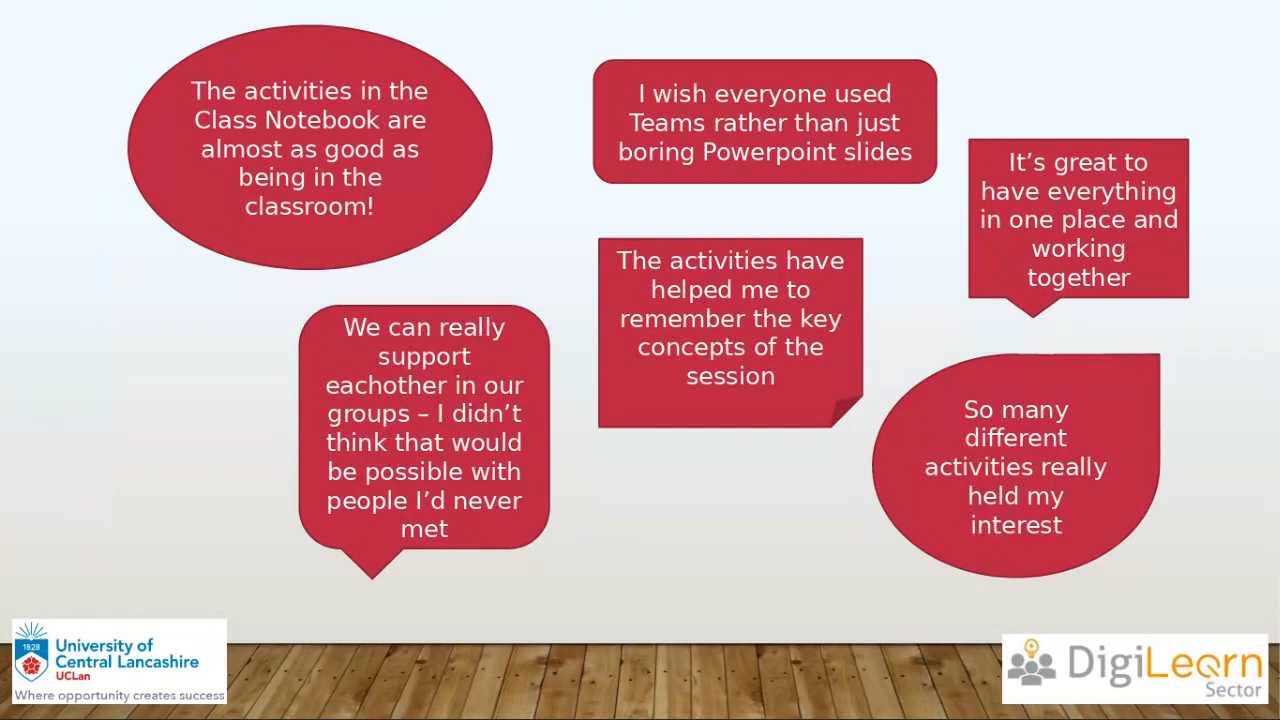 The activities in the
Class Notebook are
almost as good as
being in the
classroom!
I wish everyone used
Teams rather than just
boring Powerpoint slides
It’s great to
have everything
in one place and
working
together
The activities have
helped me to
remember the key
concepts of the
session
We can really
support
eachother in our
groups – I didn’t
think that would
be possible with
people I’d never
met
So many
different
activities really
held my
interest
1828
University of
Central Lancashire
UCLan
Where opportunity creates success
DigiLearn
Sector